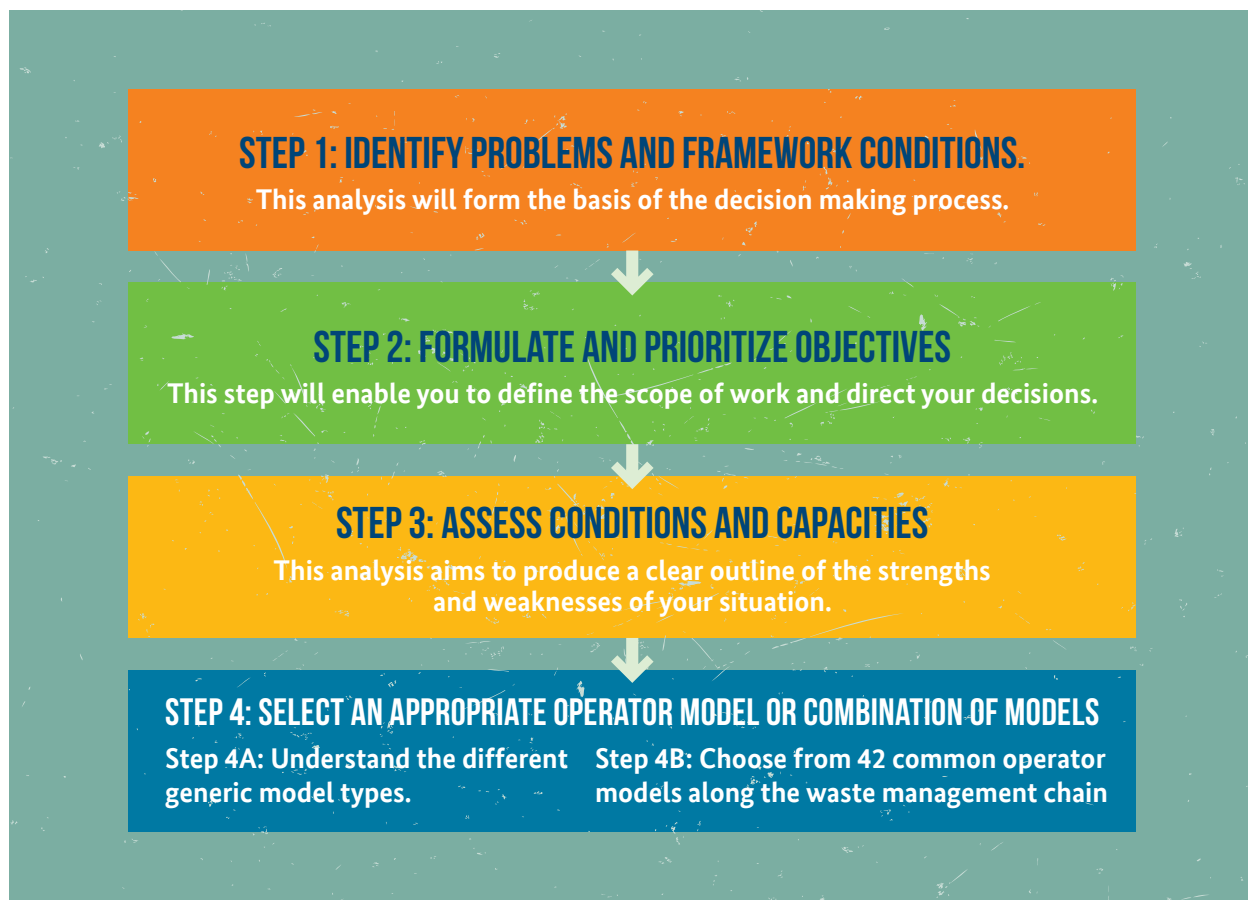 STEP 1: IDENTIFY PROBLEMS AND FRAMEWORK CONDITIONS.
This analysis will form the basis of the decision making process.
STEP 2: FORMULATE AND PRIORITIZE OBJECTIVES
This step will enable you to define the scope of work and direct your decisions.
STEP 3: ASSESS CONDITIONS AND CAPACITIES
This analysis aims to produce a clear outline of the strengths
and weaknesses of your situation.
STEP 4: SELECT AN APPROPRIATE OPERATOR MODEL OR COMBINATION OF MODELS
Step 4A: Understand the different
generic model types.
Step 4B: Choose from 42 common operator
models along the waste management chain